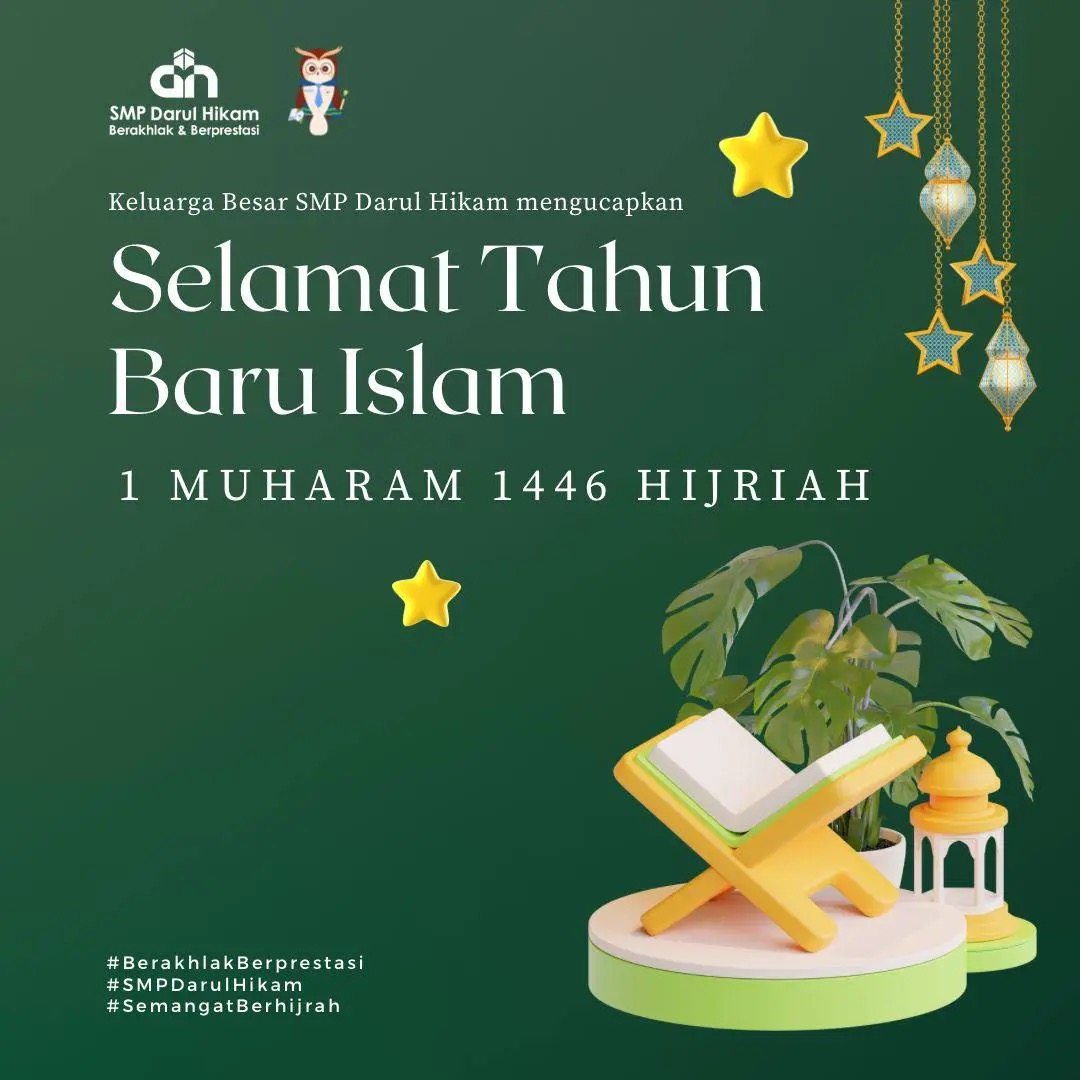 SMP Darul Hikam
Berakhlak & Berprestasi
Keluarga Besar SMP Darul Hikam mengucapkan
Selamat Tahun
Baru Islam
1 MUHARAM 1446 HIJRIAH
#BerakhlakBerprestasi
#SMPDarulHikam
#SemangatBerhijrah